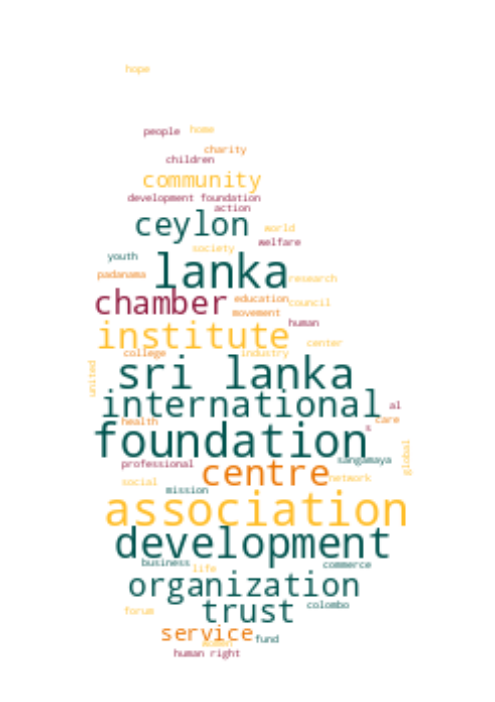 hope
people home
charity
children
community
development foundation
action
ceylon
world
welfare
society
youth
lanka
padanama
research
chamber
education
council
movement
human
institute
center
college
industry
united
sri lanka
international
al
care
health
s
foundation
global
sangamaya
professional
centre
social
network
mission
association
development
business
life
commerce
organization
colombo
trust
forum
service
fund
women
human right